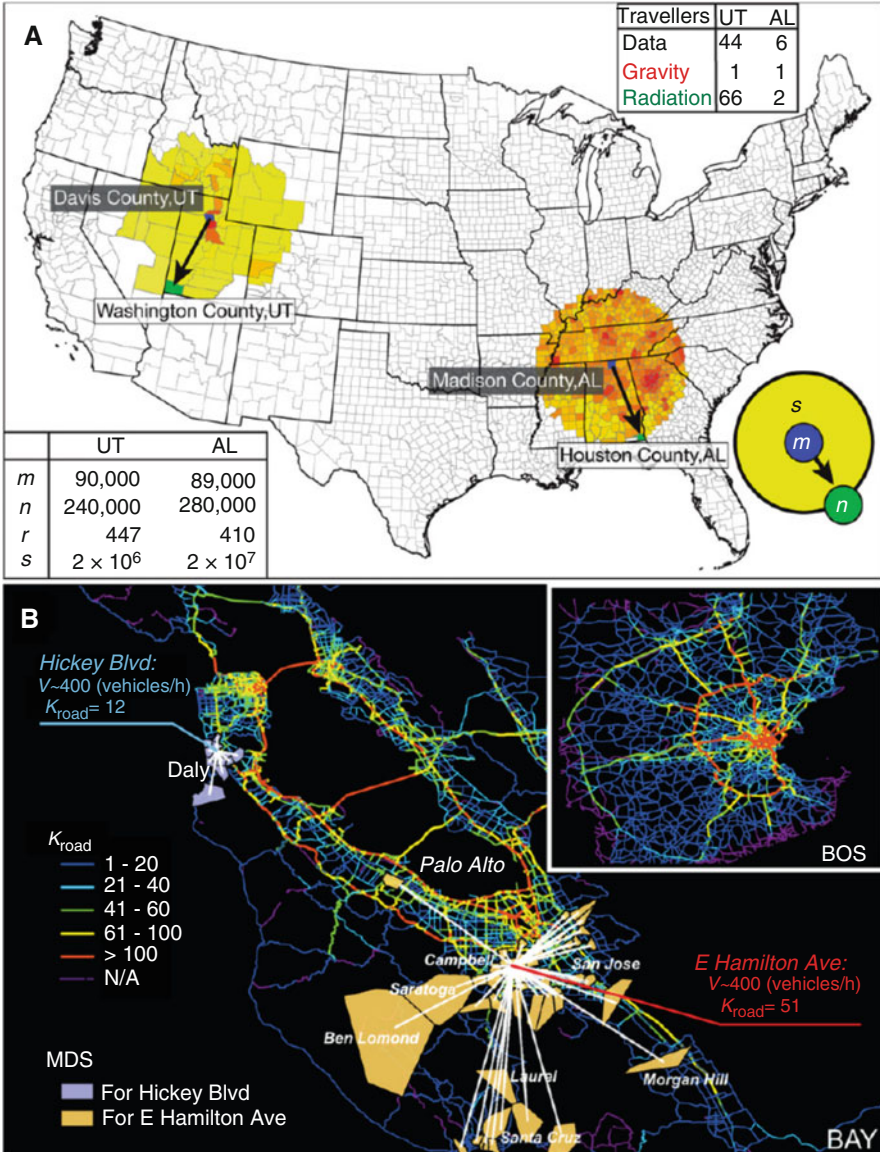 A
Travellers UT AL
Data 44 6
Gravity 1 1
Radiation 66 2
Davis County,UT
Washington County,UT
Madison County,AL
Houston County,AL
s
m
n
UT AL
m 90,000 89,000
n 240,000 280,000
r 447 410
s 2 × 10⁶ 2 × 10⁷
B
Hickey Blvd:
V~400 (vehicles/h)
Kroad= 12
Daly
Kroad
1 - 20
21 - 40
41 - 60
61 - 100
> 100
N/A
Palo Alto
BOS
Campbell
San Jose
Saratoga
Ben Lomond
E Hamilton Ave:
V~400 (vehicles/h)
Kroad= 51
Laurel
Morgan Hill
Santa Cruz
MDS
For Hickey Blvd
For E Hamilton Ave
BAY